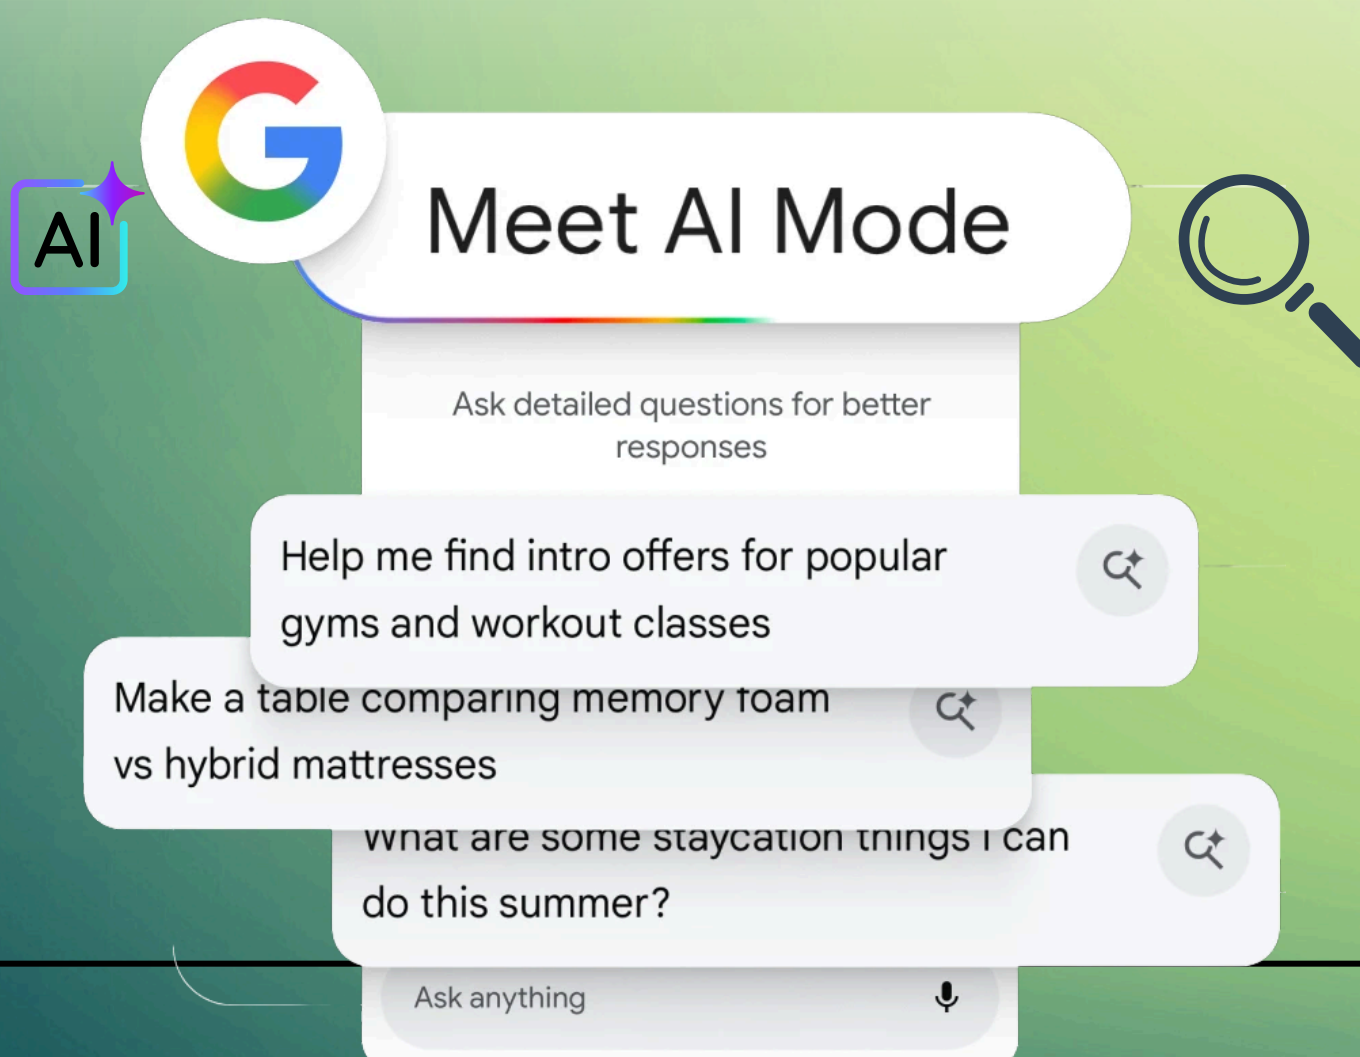 AI
Meet AI Mode
Ask detailed questions for better
responses
Help me find intro offers for popular
gyms and workout classes
Make a table comparing memory foam
vs hybrid mattresses
What are some staycation things I can
do this summer?
Ask anything